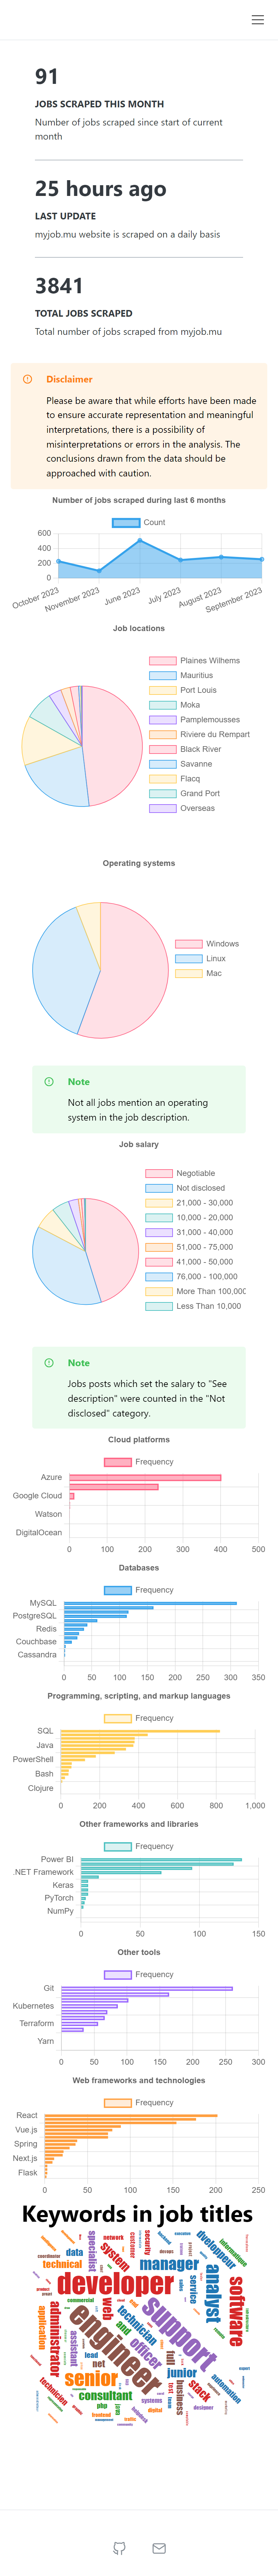 91
JOBS SCRAPED THIS MONTH
Number of jobs scraped since start of current
month
25 hours ago
LAST UPDATE
myjob.mu website is scraped on a daily basis
3841
TOTAL JOBS SCRAPED
Total number of jobs scraped from myjob.mu
Disclaimer
Please be aware that while efforts have been made
to ensure accurate representation and meaningful
interpretations, there is a possibility of
misinterpretations or errors in the analysis. The
conclusions drawn from the data should be
approached with caution.
Number of jobs scraped during last 6 months
Count
600
400
200
0
October 2023
November 2023
June 2023
July 2023
August 2023
September 2023
Job locations
Plaines Wilhems
Mauritius
Port Louis
Moka
Pamplemousses
Riviere du Rempart
Black River
Savanne
Flacq
Grand Port
Overseas
Operating systems
Windows
Linux
Mac
Note
Not all jobs mention an operating
system in the job description.
Job salary
Negotiable
Not disclosed
21,000 - 30,000
10,000 - 20,000
31,000 - 40,000
51,000 - 75,000
41,000 - 50,000
76,000 - 100,000
More Than 100,000
Less Than 10,000
Note
Jobs posts which set the salary to "See
description" were counted in the "Not
disclosed" category.
Cloud platforms
Frequency
Azure
Google Cloud
Watson
DigitalOcean
0 100 200 300 400 500
Databases
Frequency
MySQL
PostgreSQL
Redis
Couchbase
Cassandra
0 50 100 150 200 250 300 350
Programming, scripting, and markup languages
Frequency
SQL
Java
PowerShell
Bash
Clojure
0 200 400 600 800 1,000
Other frameworks and libraries
Frequency
Power BI
.NET Framework
Keras
PyTorch
NumPy
0 50 100 150
Other tools
Frequency
Git
Kubernetes
Terraform
Yarn
0 50 100 150 200 250 300
Web frameworks and technologies
Frequency
React
Vue.js
Spring
Next.js
Flask
0 50 100 150 200 250
Keywords in job titles
developer
engineer
support
manager
analyst
software
senior
administrator
technician
officer
consultant
junior
system
technical
data
specialist
network
customer
security
web
application
assistant
lead
net
full
stack
business
automation
service
php
java
end
systems
digital
designer
frontend
test
team
technicien
développeur
commercial